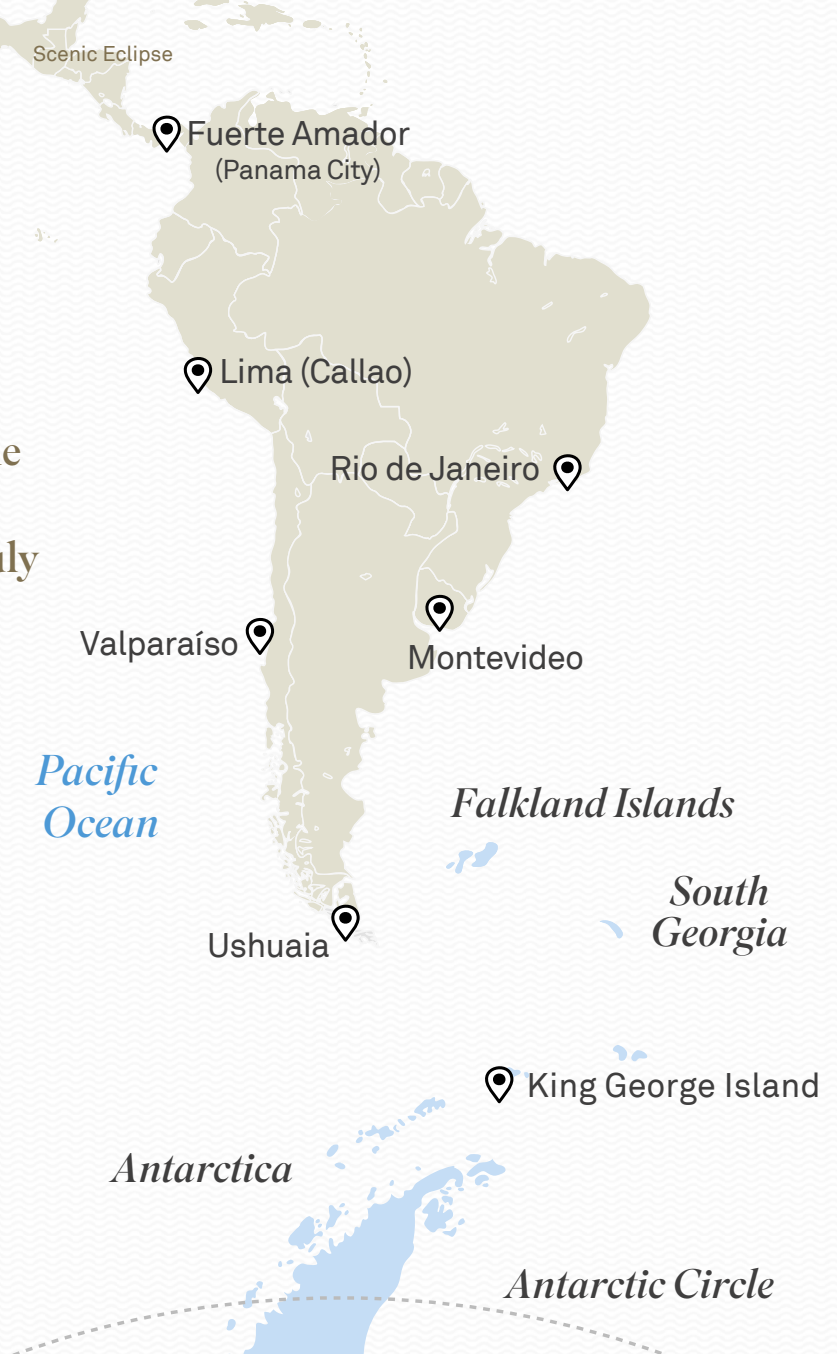 Scenic Eclipse
Fuerte Amador
(Panama City)
Lima (Callao)
Rio de Janeiro
Valparaíso
Montevideo
Pacific
Ocean
Falkland Islands
South
Georgia
Ushuaia
King George Island
Antarctica
Antarctic Circle